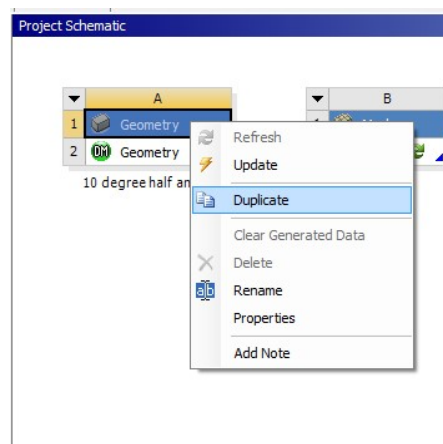 Project Schematic
A
B
1 Geometry
2 DM Geometry
10 degree half an
Refresh
Update
Duplicate
Clear Generated Data
Delete
a|b Rename
Properties
Add Note